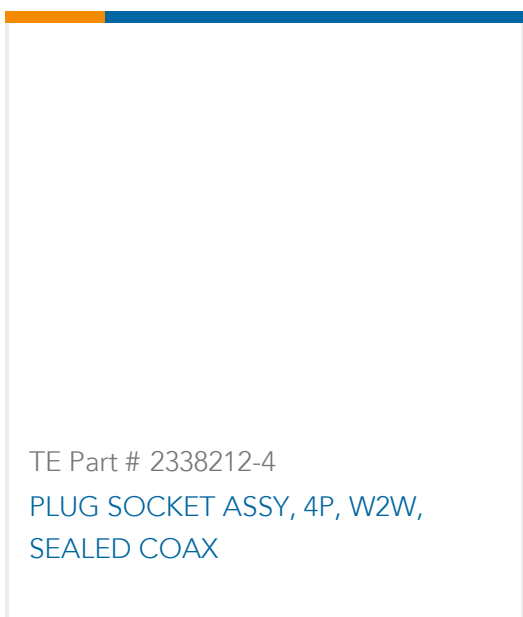 TE Part # 2338212-4
PLUG SOCKET ASSY, 4P, W2W,
SEALED COAX